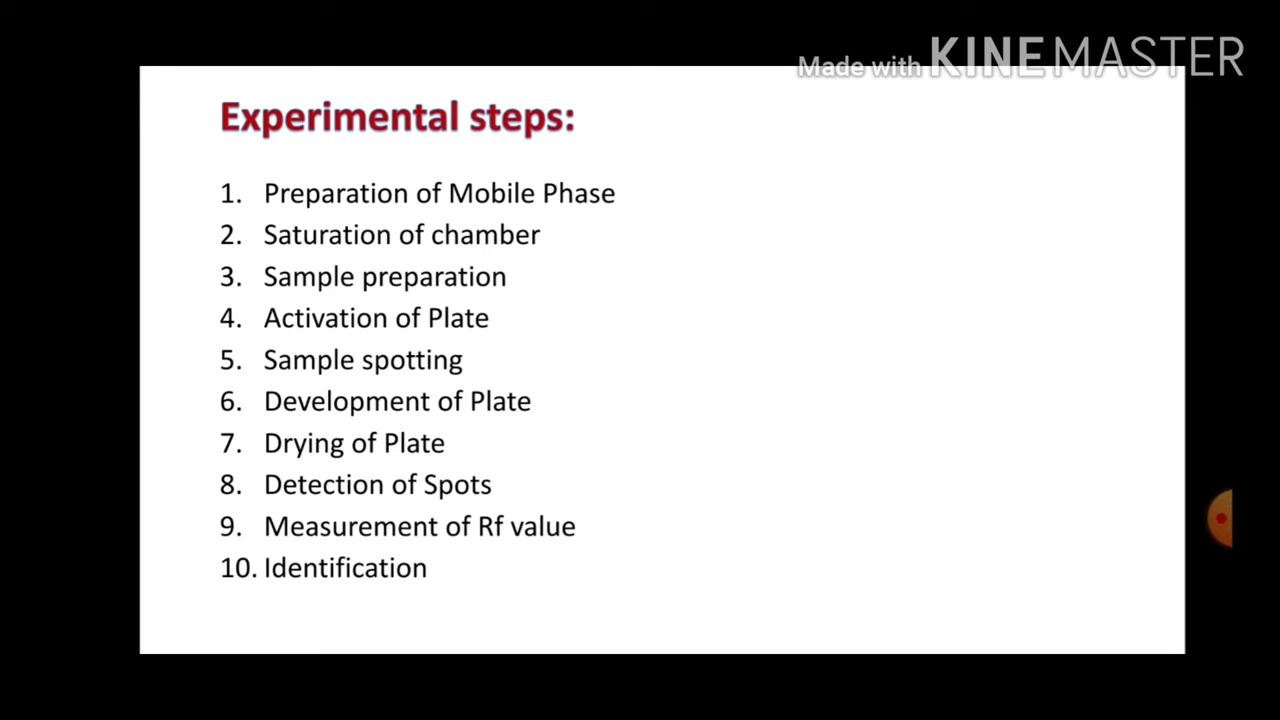 Made with KINEMASTER
Experimental steps:
1. Preparation of Mobile Phase
2. Saturation of chamber
3. Sample preparation
4. Activation of Plate
5. Sample spotting
6. Development of Plate
7. Drying of Plate
8. Detection of Spots
9. Measurement of Rf value
10. Identification